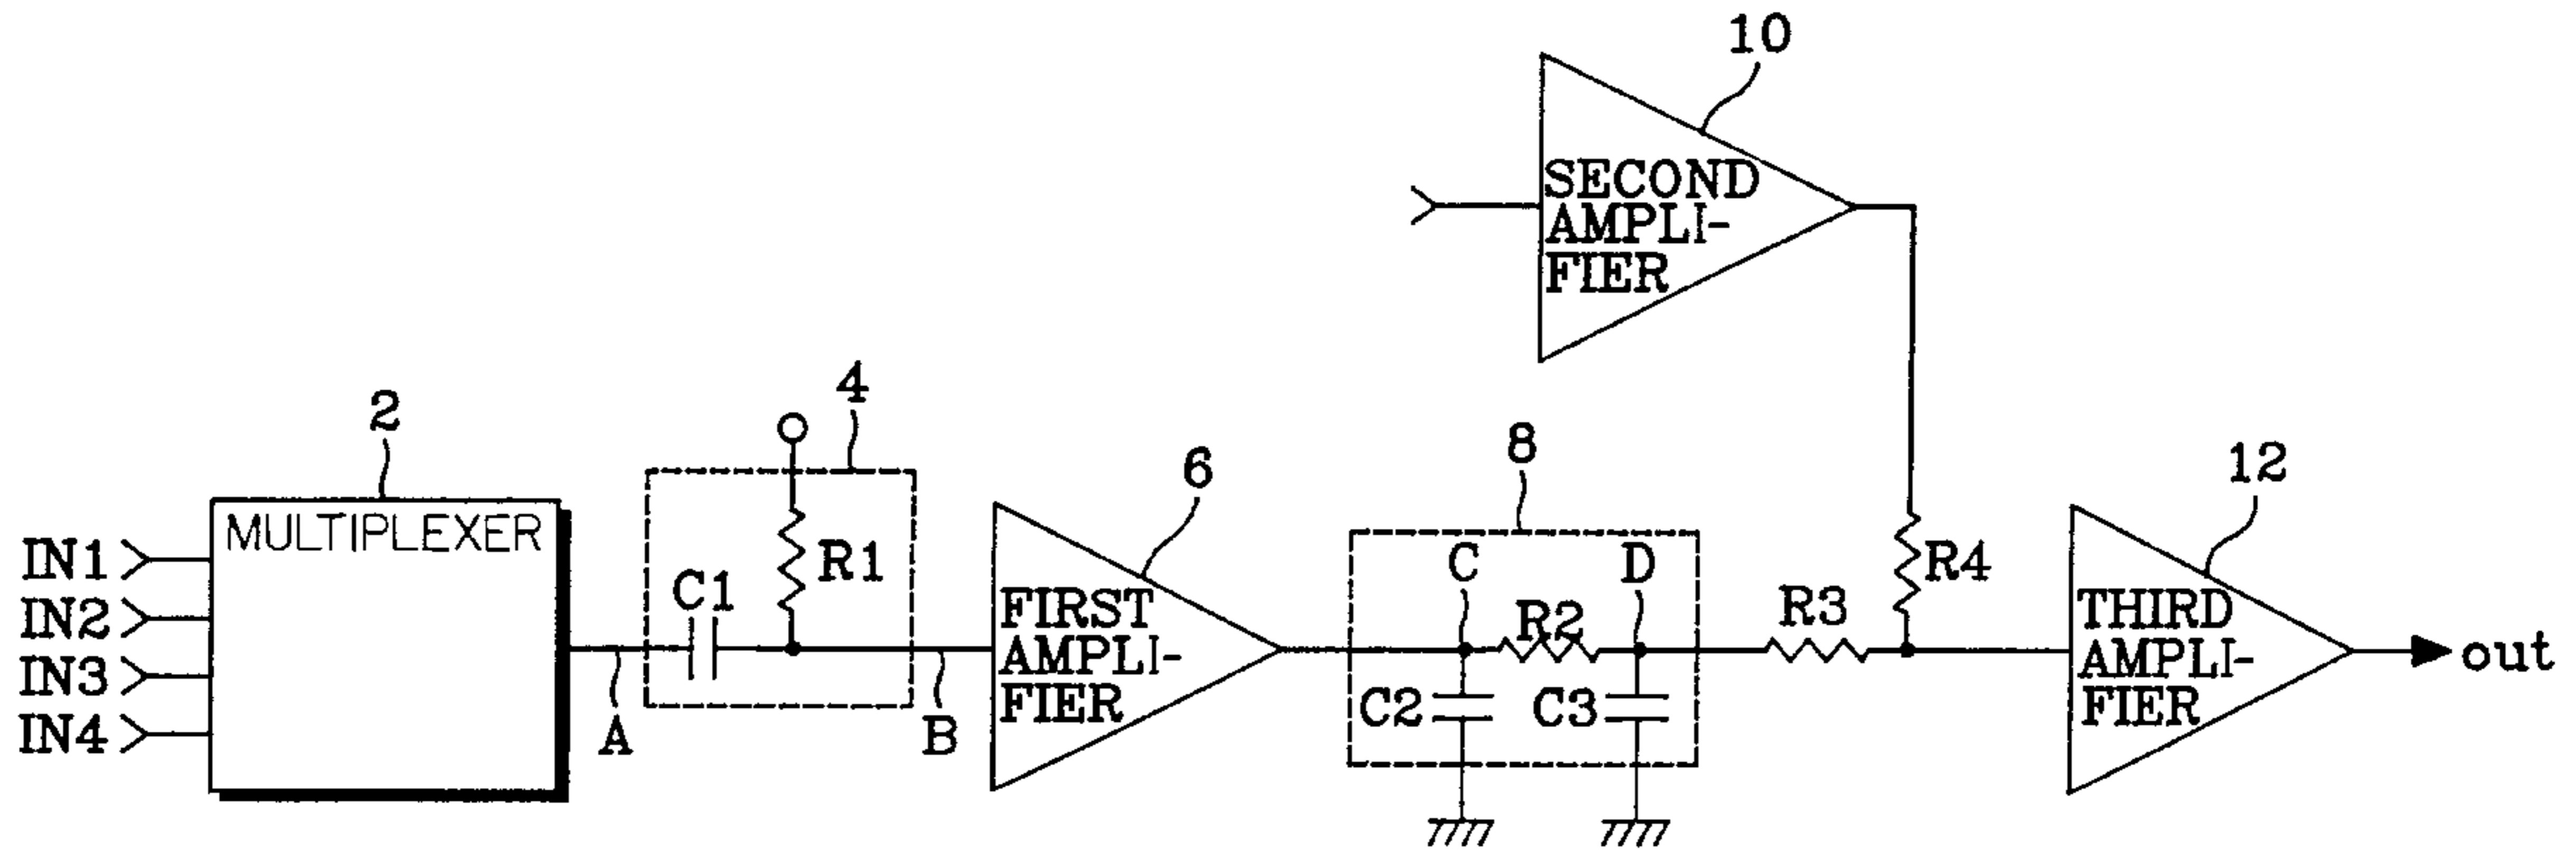 10
SECOND
AMPLI-
FIER
2
4
6
8
12
MULTIPLEXER
IN1
IN2
IN3
IN4
A
C1
R1
B
FIRST
AMPLI-
FIER
C
D
R2
C2
C3
R3
R4
THIRD
AMPLI-
FIER
out